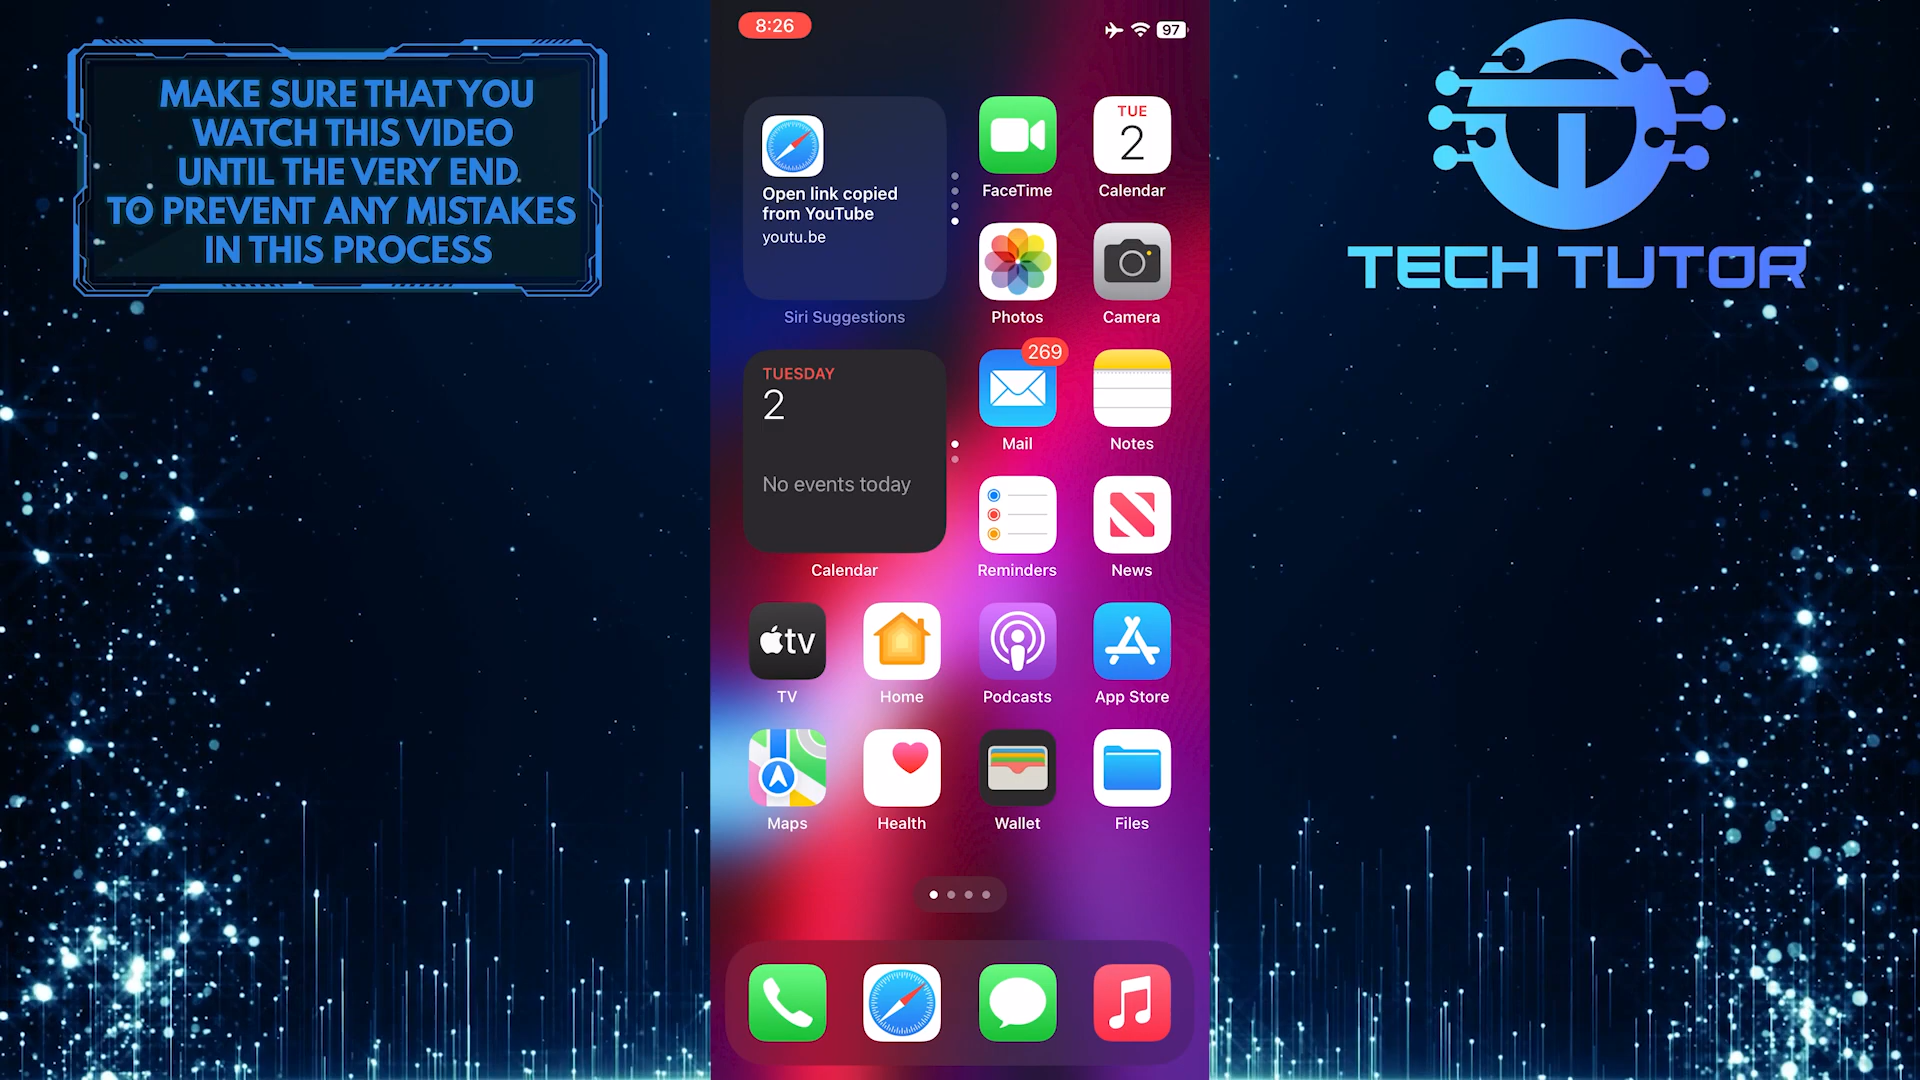 MAKE SURE THAT YOU
WATCH THIS VIDEO
UNTIL THE VERY END
TO PREVENT ANY MISTAKES
IN THIS PROCESS
8:26
97
Open link copied
from YouTube
youtu.be
Siri Suggestions
FaceTime
TUE
2
Calendar
Photos
Camera
TUESDAY
2
No events today
Calendar
269
Mail
Notes
Reminders
News
tv
TV
Home
Podcasts
App Store
Maps
Health
Wallet
Files
T
TECH TUTOR